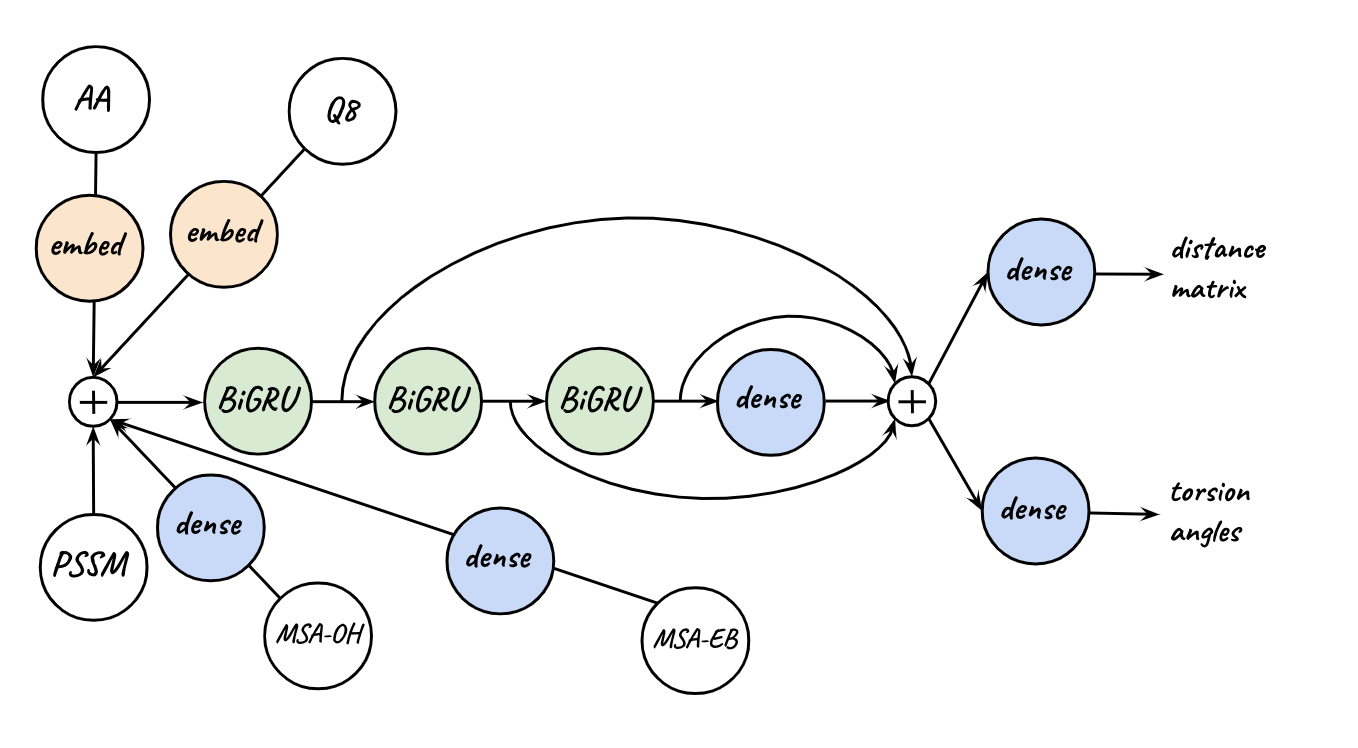 AA
Q8
embed
embed
distance
matrix
dense
+
BiGRU
BiGRU
BiGRU
dense
+
torsion
angles
dense
PSSM
dense
dense
MSA-OH
MSA-EB